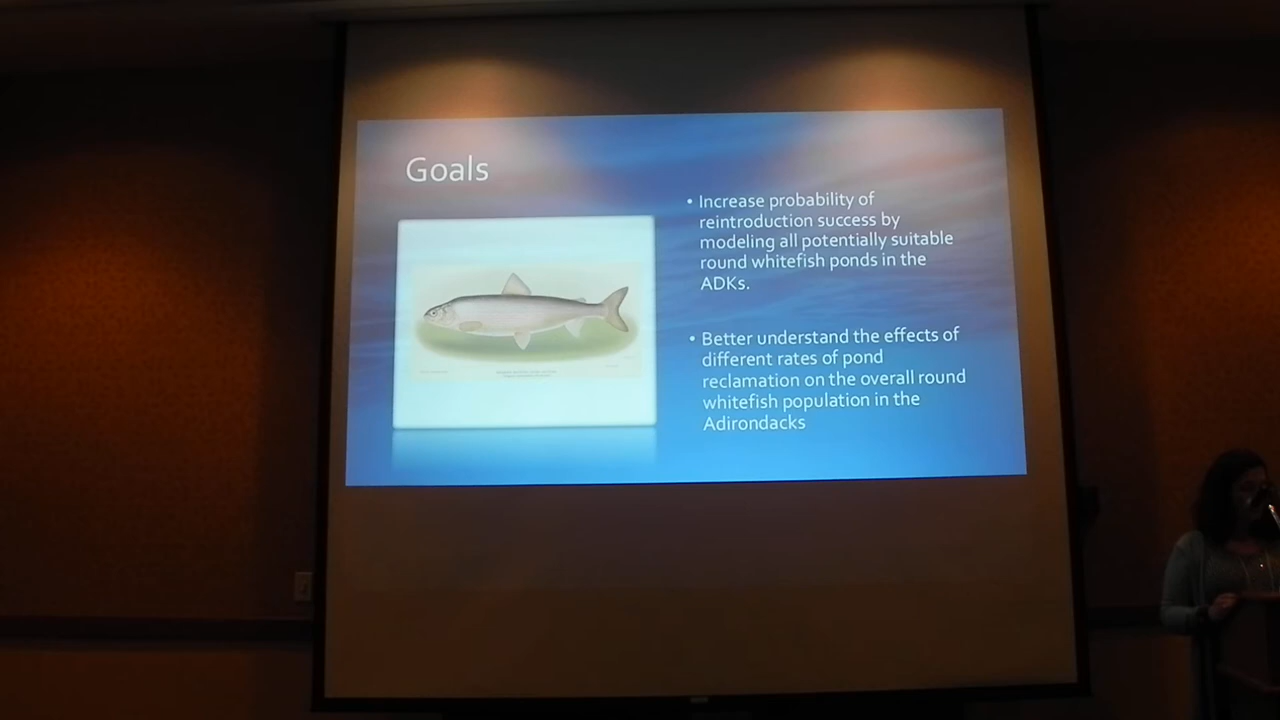 Goals
• Increase probability of
reintroduction success by
modeling all potentially suitable
round whitefish ponds in the
ADKs.
• Better understand the effects of
different rates of pond
reclamation on the overall round
whitefish population in the
Adirondacks